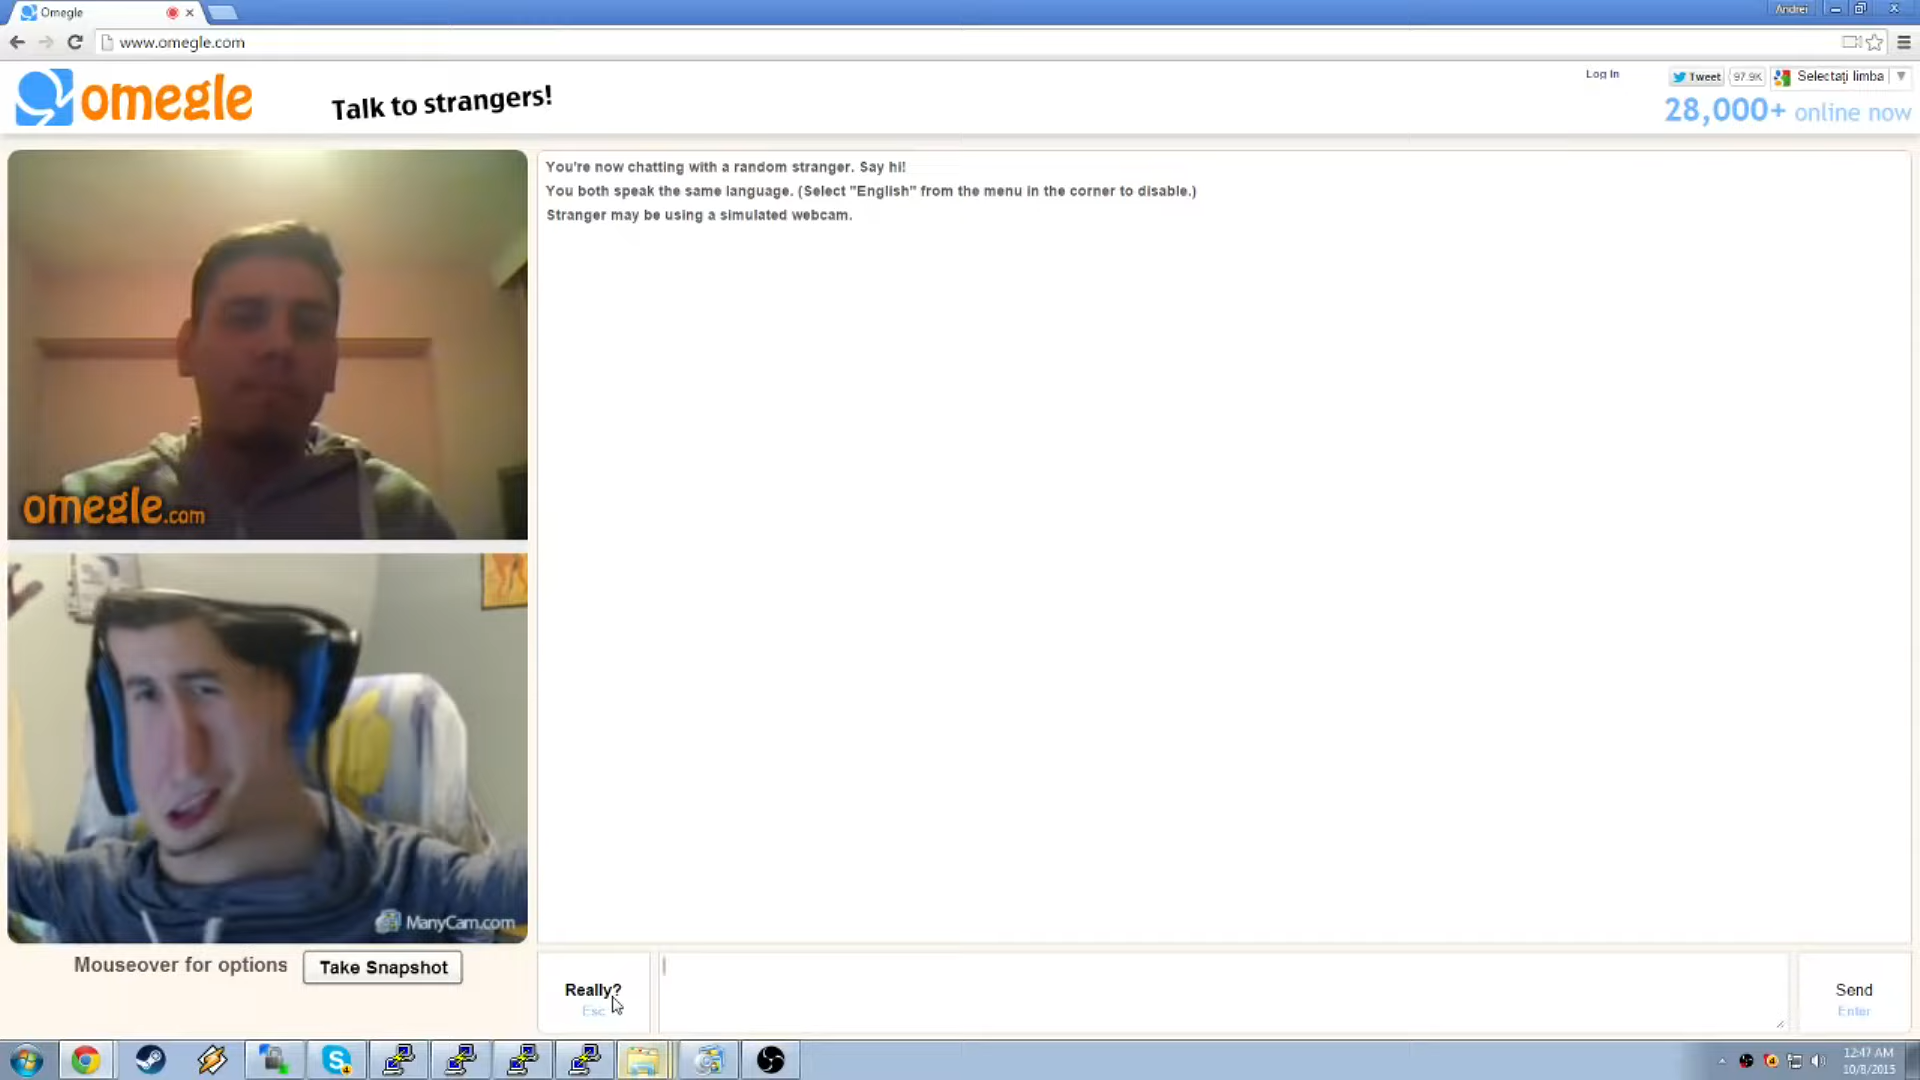 Omegle
Andrei
www.omegle.com
omegle
Talk to strangers!
Log In
Tweet
97.9K
Selectați limba
28,000+ online now
omegle.com
ManyCam.com
Mouseover for options
Take Snapshot
You're now chatting with a random stranger. Say hi!
You both speak the same language. (Select "English" from the menu in the corner to disable.)
Stranger may be using a simulated webcam.
Really?
Esc
Send
Enter
12:47 AM
10/8/2015